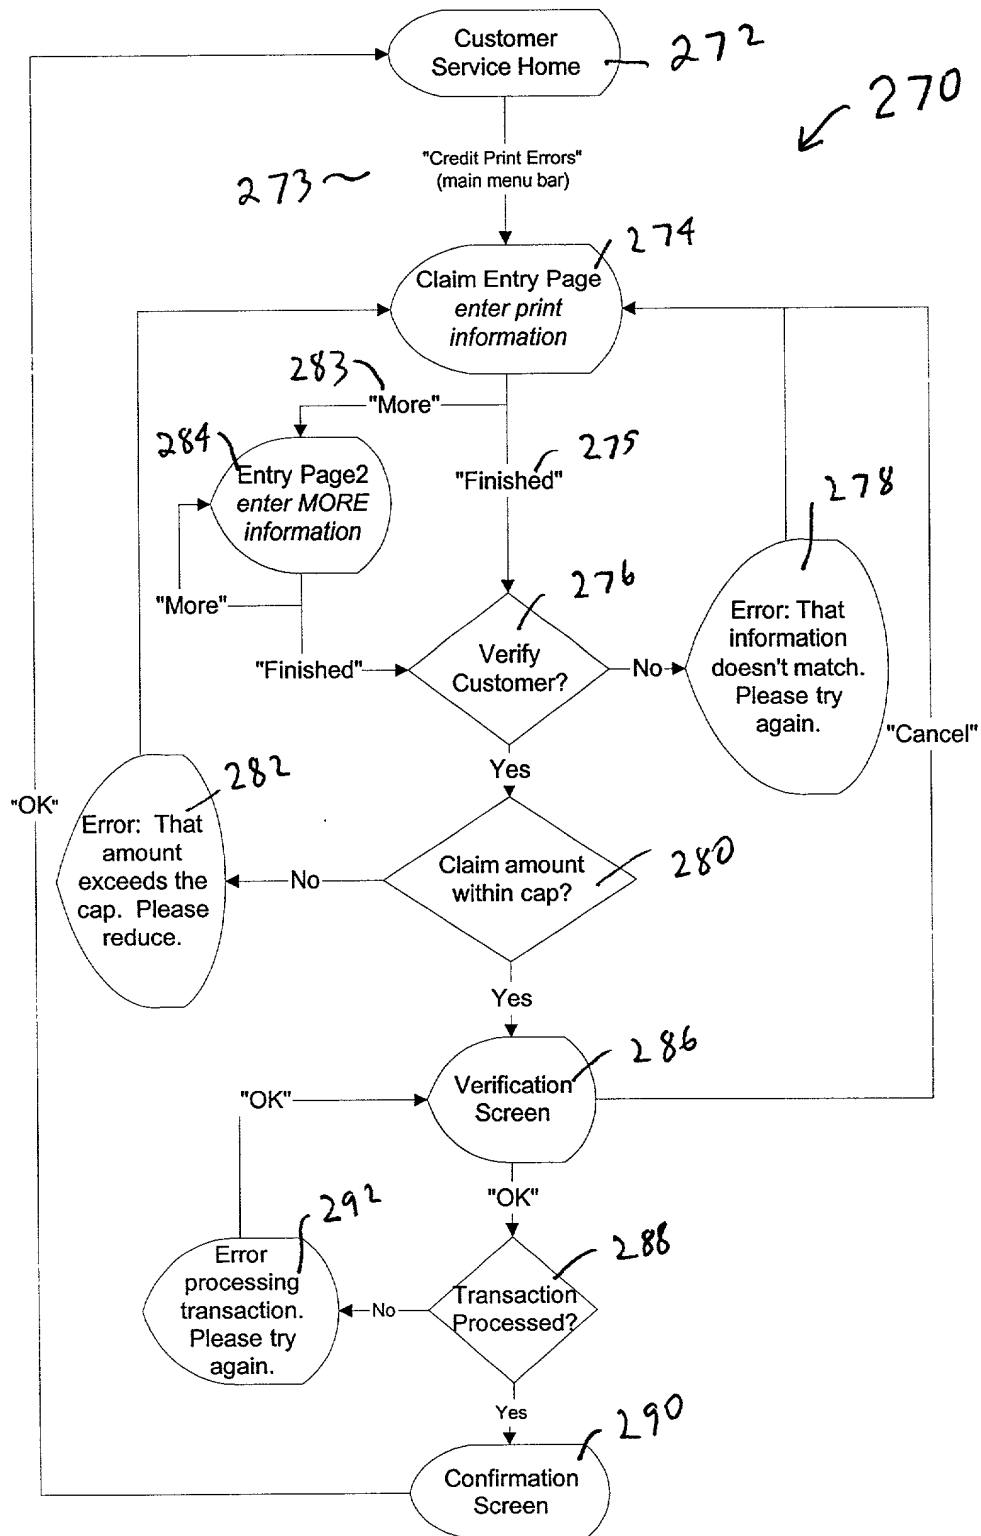 Customer
Service Home
272
270
"Credit Print Errors"
(main menu bar)
273
274
Claim Entry Page
enter print
information
283
"More"
284
Entry Page2
enter MORE
information
275
"Finished"
278
"More"
276
Verify
Customer?
"Finished"
No
Error: That
information
doesn't match.
Please try
again.
"Cancel"
Yes
282
"OK"
Error: That
amount
exceeds the
cap. Please
reduce.
No
Claim amount
within cap?
280
Yes
286
Verification
Screen
"OK"
"OK"
292
Error
processing
transaction.
Please try
again.
No
288
Transaction
Processed?
Yes
290
Confirmation
Screen